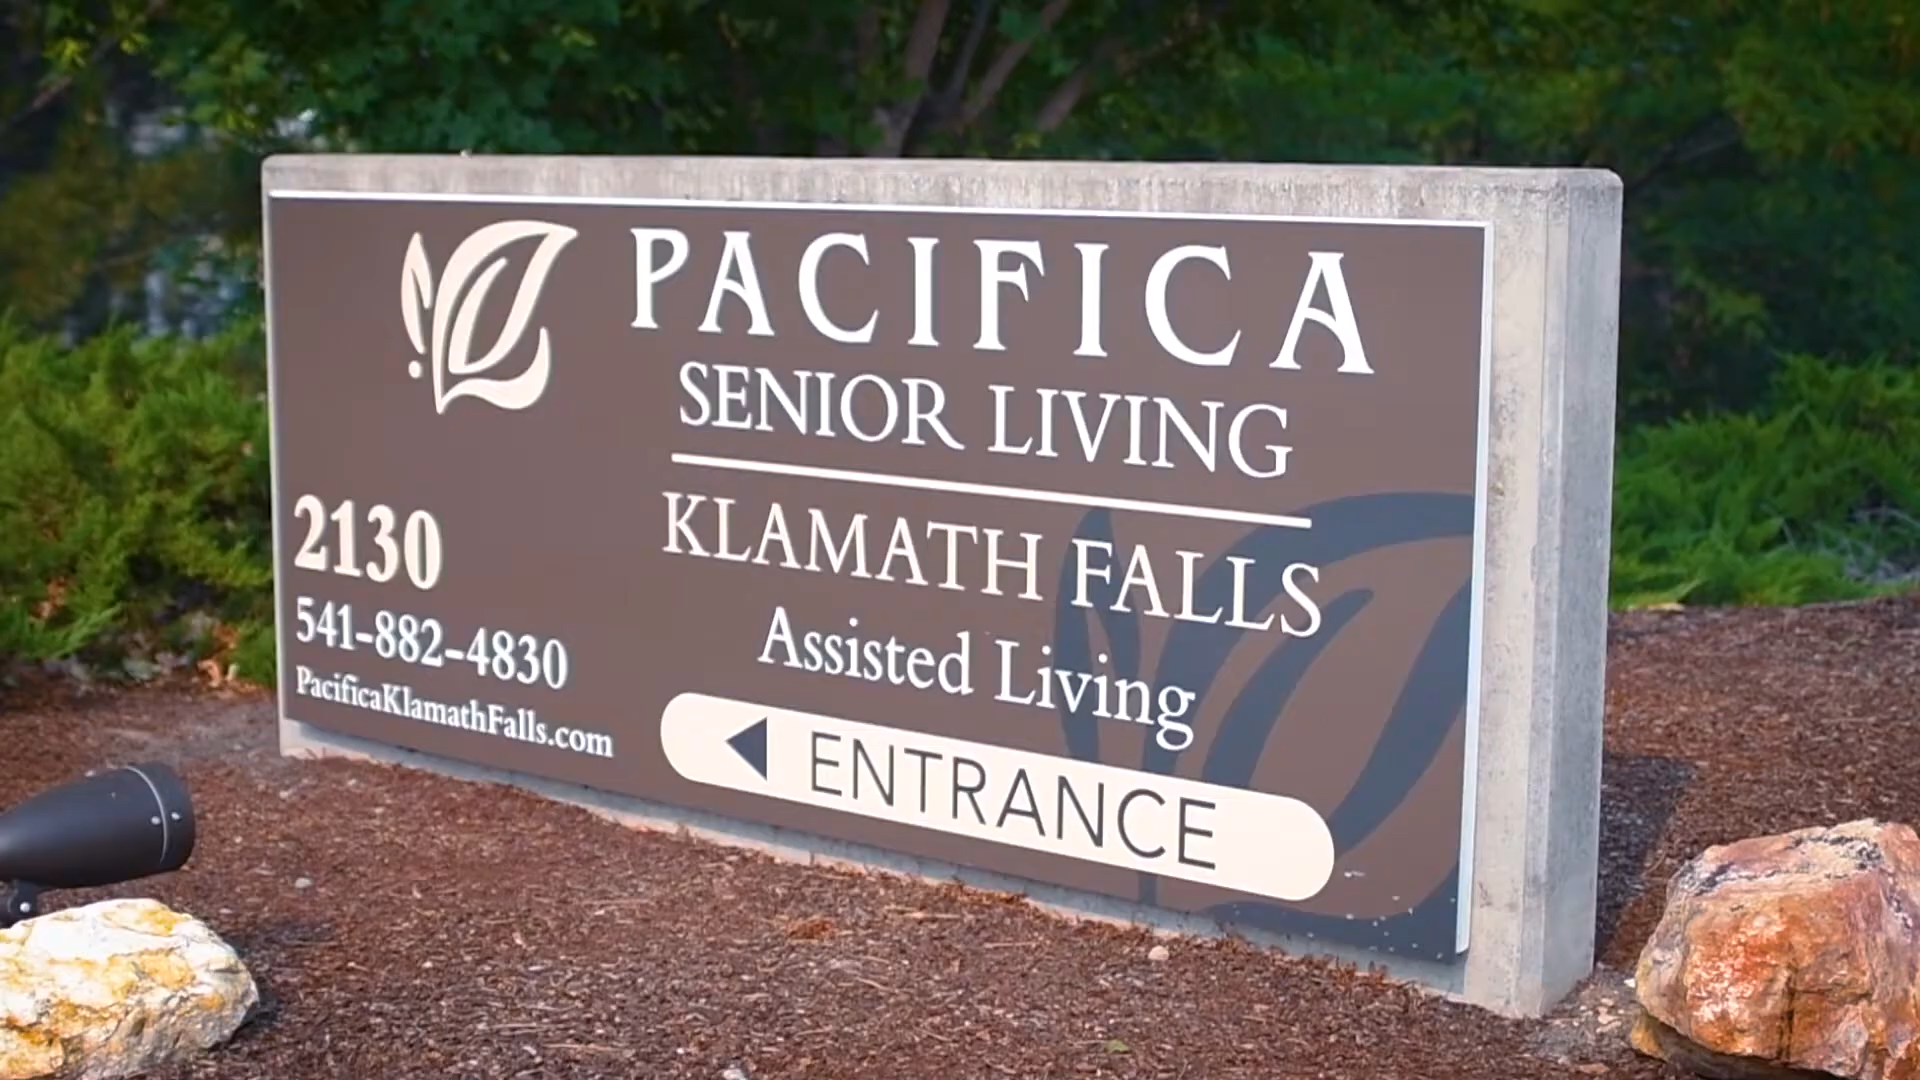 PACIFICA
SENIOR LIVING
KLAMATH FALLS
Assisted Living
ENTRANCE
2130
541-882-4830
PacificaKlamathFalls.com